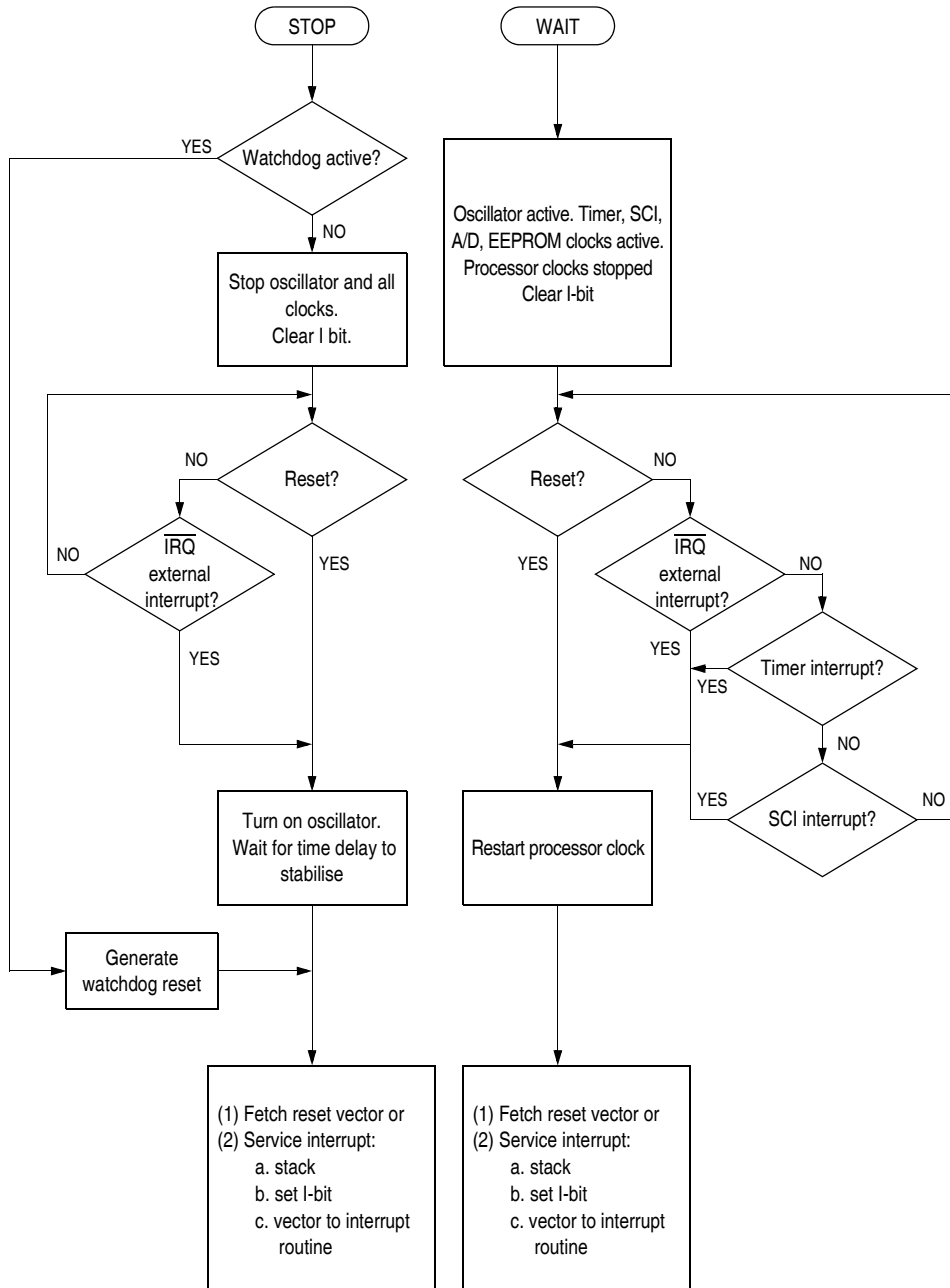 STOP
WAIT
YES
Watchdog active?
NO
Stop oscillator and all
clocks.
Clear I bit.
Oscillator active. Timer, SCI,
A/D, EEPROM clocks active.
Processor clocks stopped
Clear I-bit
NO
Reset?
YES
NO
IRQ
external
interrupt?
YES
Reset?
NO
YES
IRQ
external
interrupt?
NO
YES
YES
Timer interrupt?
NO
YES
SCI interrupt?
NO
Turn on oscillator.
Wait for time delay to
stabilise
Restart processor clock
Generate
watchdog reset
(1) Fetch reset vector or
(2) Service interrupt:
a. stack
b. set I-bit
c. vector to interrupt
routine
(1) Fetch reset vector or
(2) Service interrupt:
a. stack
b. set I-bit
c. vector to interrupt
routine